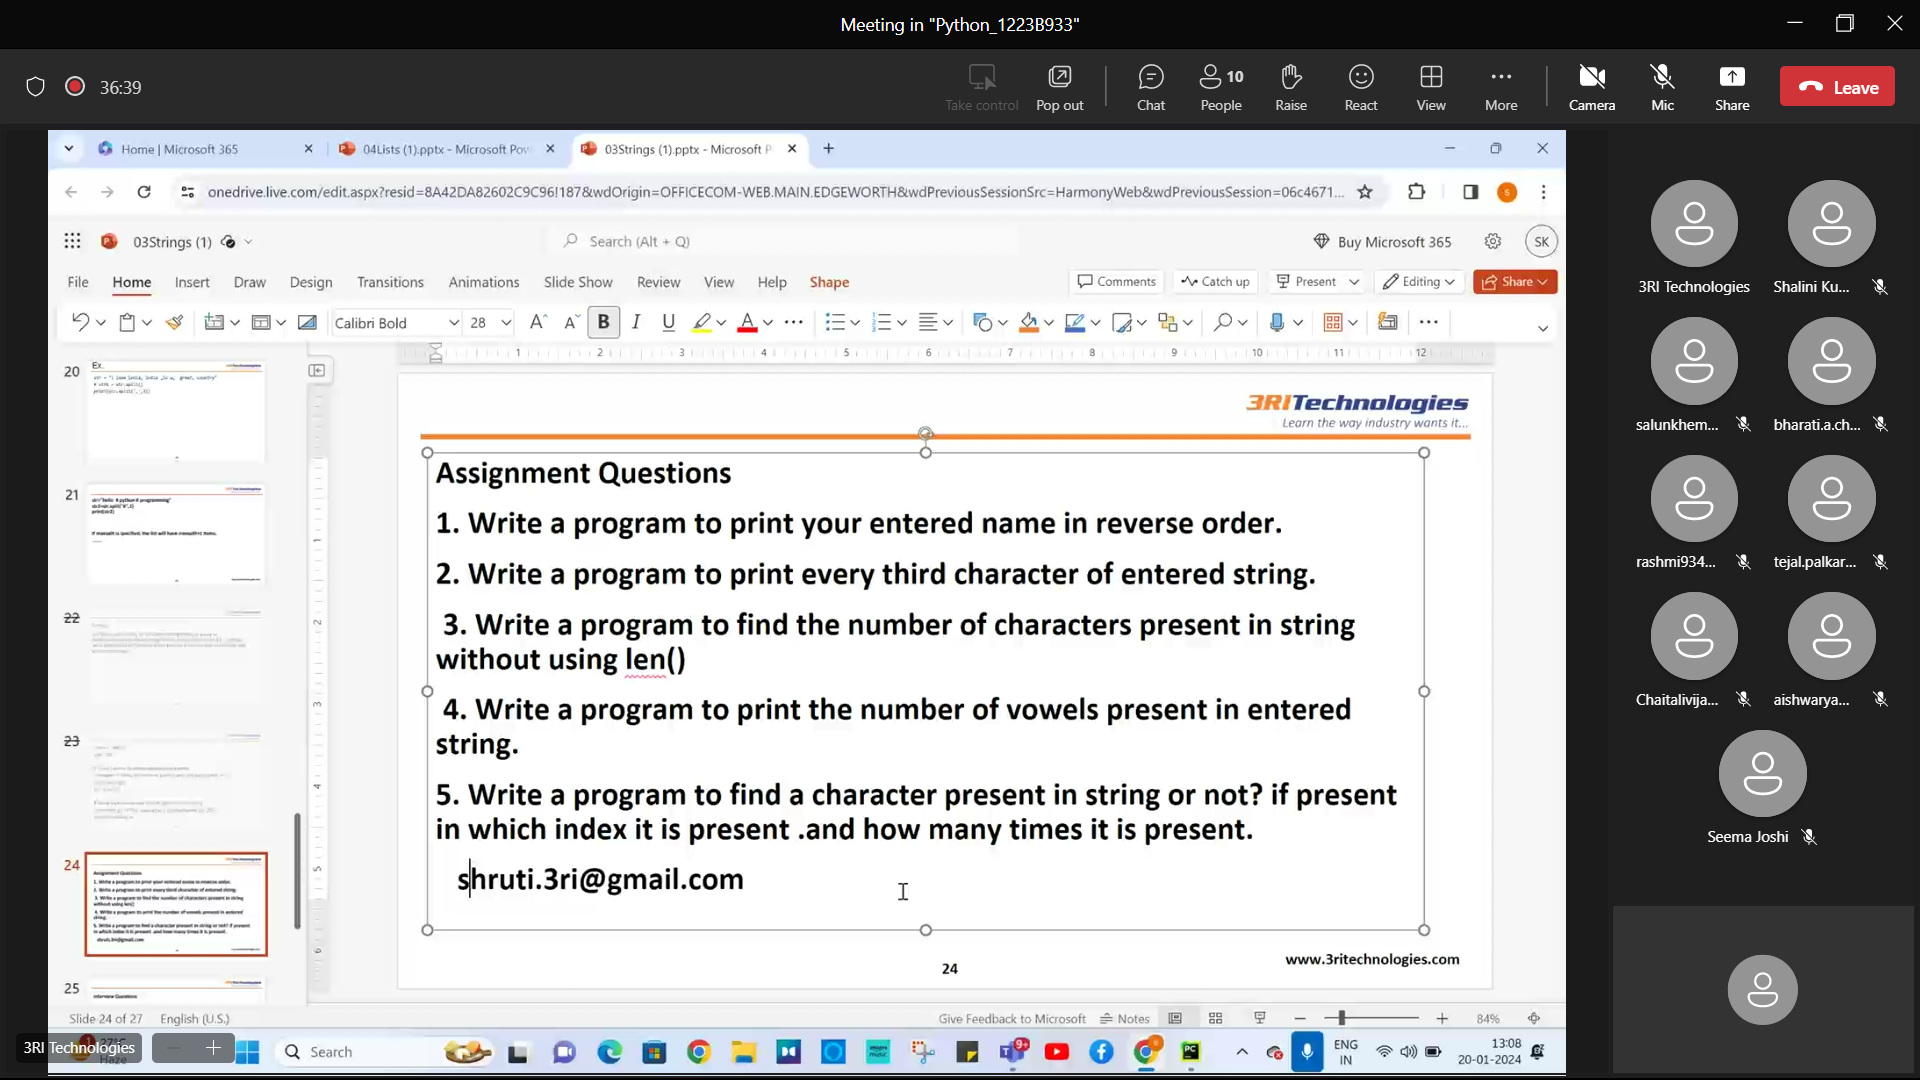 Meeting in "Python_1223B933"
36:39
Take control
Pop out
Chat
10
People
Raise
React
View
More
Camera
Mic
Share
Leave
Home | Microsoft 365
04Lists (1).pptx - Microsoft Pow
03Strings (1).pptx - Microsoft P
onedrive.live.com/edit.aspx?resid=8A42DA82602C9C96!187&wdOrigin=OFFICECOM-WEB.MAIN.EDGEWORTH&wdPreviousSessionSrc=HarmonyWeb&wdPreviousSession=06c4671...
03Strings (1)
Search (Alt + Q)
Buy Microsoft 365
SK
File Home Insert Draw Design Transitions Animations Slide Show Review View Help Shape
Comments Catch up Present Editing Share
Calibri Bold 28
20
Ex.
21
str="hello # python # programming"
print(str2)
22
23
24
25
Interview Questions
3RITechnologies
Learn the way industry wants it...
Assignment Questions
1. Write a program to print your entered name in reverse order.
2. Write a program to print every third character of entered string.
3. Write a program to find the number of characters present in string
without using len()
4. Write a program to print the number of vowels present in entered
string.
5. Write a program to find a character present in string or not? if present
in which index it is present .and how many times it is present.
shruti.3ri@gmail.com
24
www.3ritechnologies.com
Slide 24 of 27 English (U.S.)
Give Feedback to Microsoft Notes 84%
3RI Technologies
Haze
Search
ENG
IN
13:08
20-01-2024
3RI Technologies
Shalini Ku...
salunkhem...
bharati.a.ch...
rashmi934...
tejal.palkar...
Chaitalivija...
aishwarya...
Seema Joshi